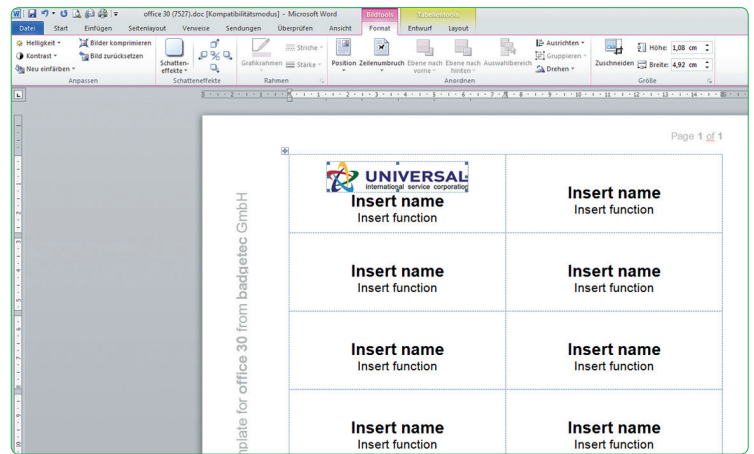 office 30 (7527).doc [Kompatibilitätsmodus] - Microsoft Word
Bildtools
Tabellentools
Datei Start Einfügen Seitenlayout Verweise Sendungen Überprüfen Ansicht Format Entwurf Layout
Helligkeit
Kontrast
Neu einfärben
Bilder komprimieren
Bild zurücksetzen
Anpassen
Schatten-
effekte
Schatteneffekte
Grafikrahmen
Striche
Stärke
Rahmen
Position
Zeilenumbruch
Ebene nach
vorne
Ebene nach
hinten
Auswahlbereich
Ausrichten
Gruppieren
Drehen
Anordnen
Zuschneiden
Höhe: 1,08 cm
Breite: 4,92 cm
Größe
Page 1 of 1
mplate for office 30 from badgetec GmbH
UNIVERSAL
international service corporation
Insert name
Insert function
Insert name
Insert function
Insert name
Insert function
Insert name
Insert function
Insert name
Insert function
Insert name
Insert function
Insert name
Insert function
Insert name
Insert function